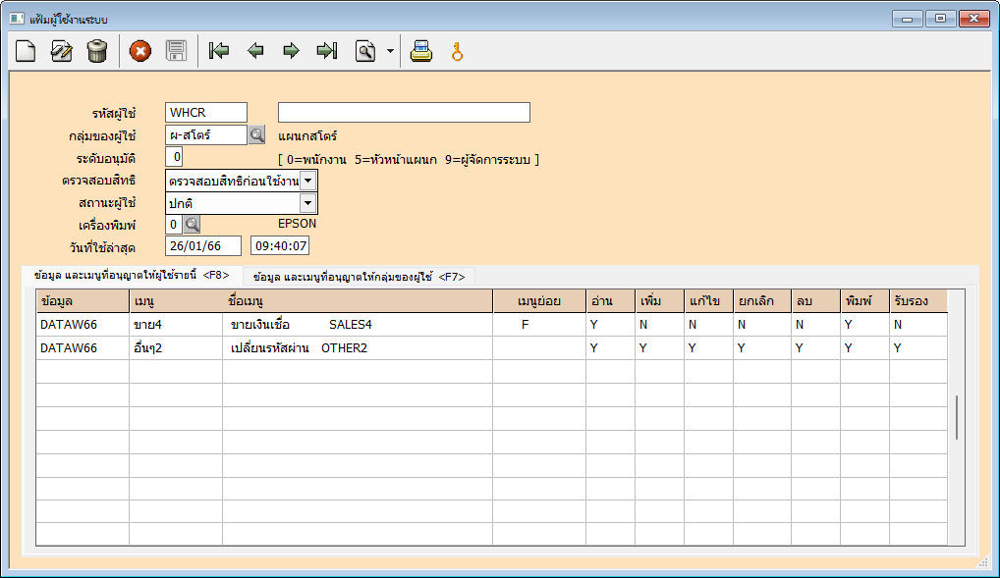 แฟ้มผู้ใช้งานระบบ
รหัสผู้ใช้ WHCR
กลุ่มของผู้ใช้ ผ-สโตร์ แผนกสโตร์
ระดับอนุมัติ 0 [ 0=พนักงาน 5=หัวหน้าแผนก 9=ผู้จัดการระบบ ]
ตรวจสอบสิทธิ ตรวจสอบสิทธิก่อนใช้งาน
สถานะผู้ใช้ ปกติ
เครื่องพิมพ์ 0 EPSON
วันที่ใช้ล่าสุด 26/01/66 09:40:07
ข้อมูล และเมนูที่อนุญาตให้ผู้ใช้รายนี้ <F8> ข้อมูล และเมนูที่อนุญาตให้กลุ่มของผู้ใช้ <F7>
ข้อมูล เมนู ชื่อเมนู เมนูย่อย อ่าน เพิ่ม แก้ไข ยกเลิก ลบ พิมพ์ รับรอง
DATAW66 ขาย4 ขายเงินเชื่อ SALES4 F Y N N N N Y N
DATAW66 อื่นๆ2 เปลี่ยนรหัสผ่าน OTHER2 Y Y Y Y Y Y Y